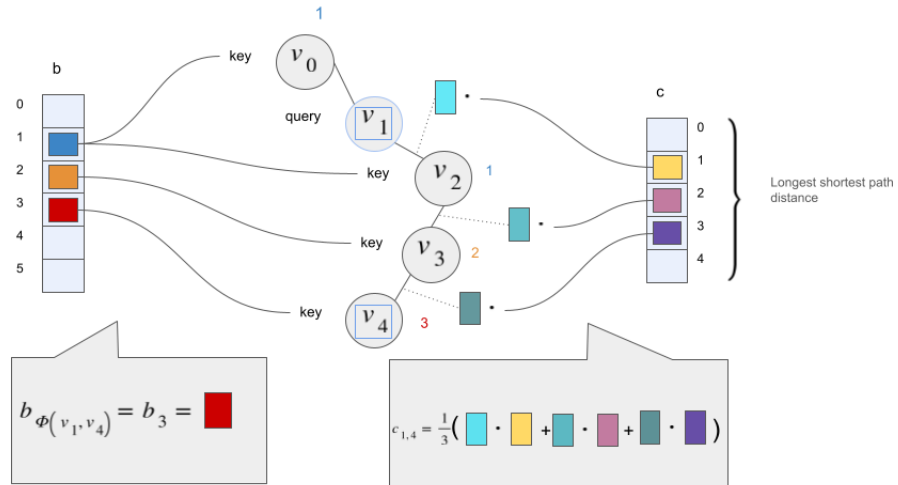 1
key
v0
b
c
0
1
2
3
4
5
query
v1
key
v2
1
0
1
2
3
4
Longest shortest path
distance
key
v3
2
key
v4
3
b_Φ(v1, v4) = b3 =
c1,4 = 1/3( · + · + · )